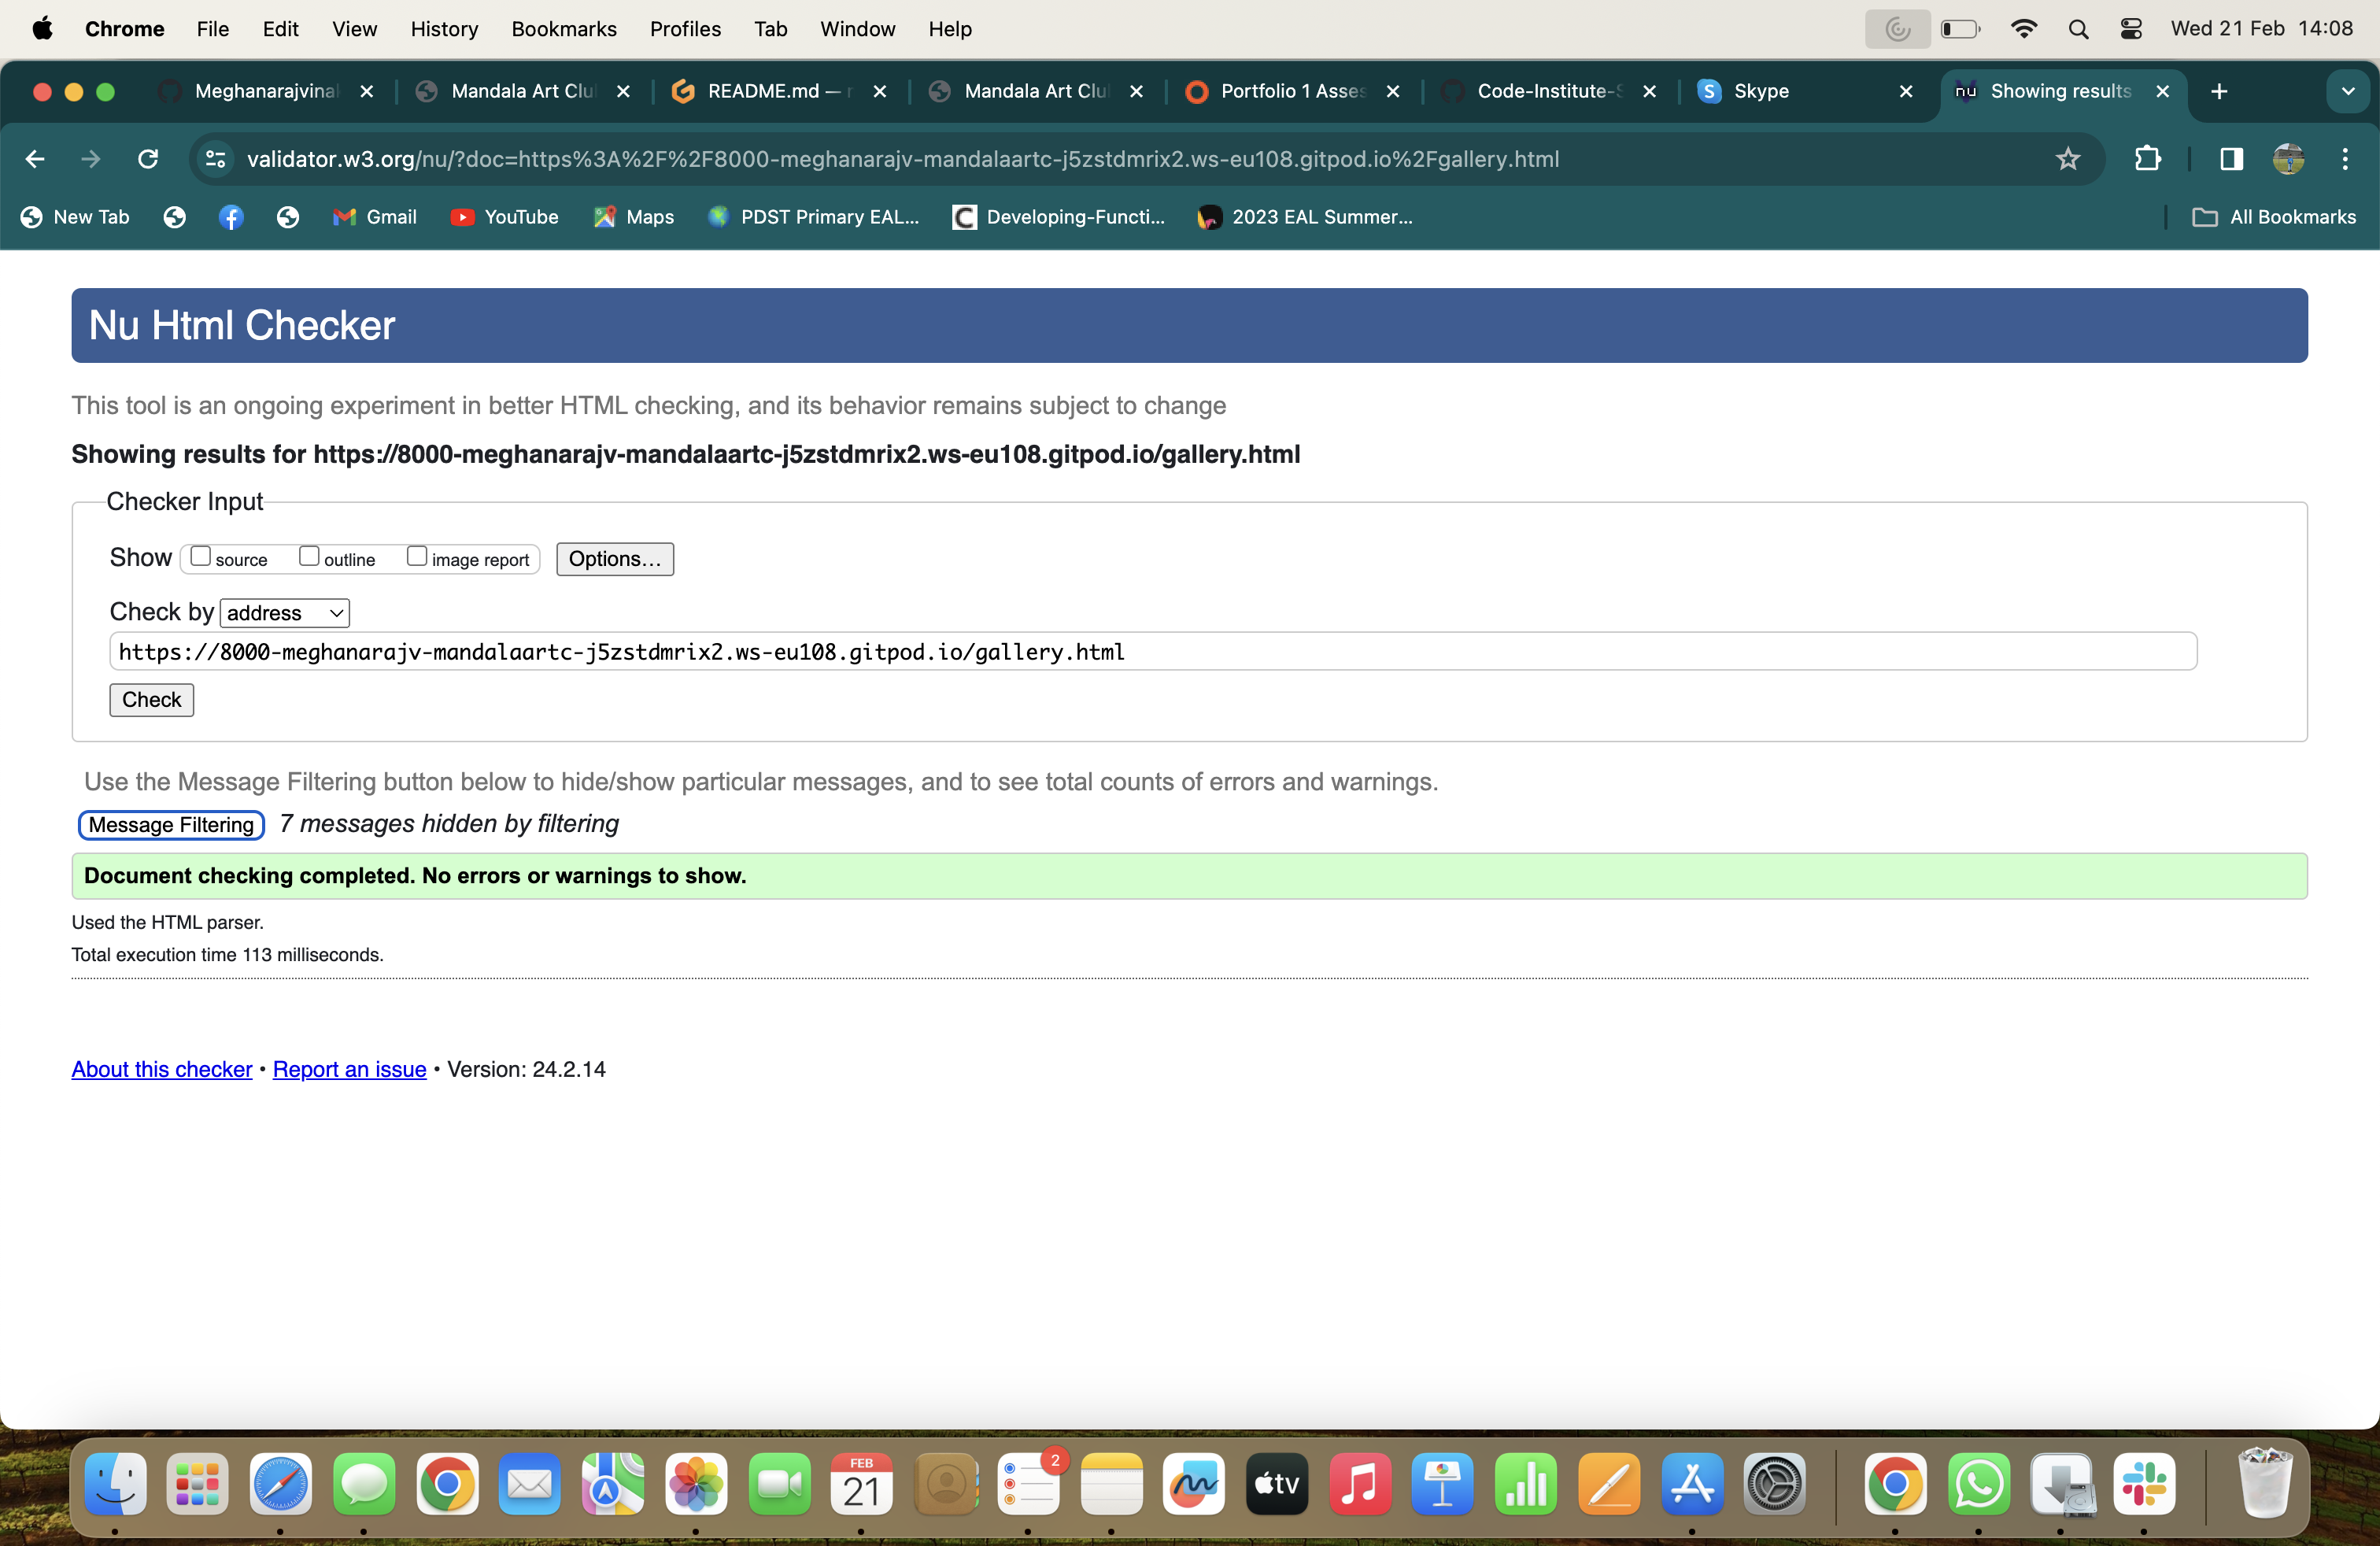 Chrome File Edit View History Bookmarks Profiles Tab Window Help Wed 21 Feb 14:08
Meghanarajvina Mandala Art Clu README.md — Mandala Art Clu Portfolio 1 Asses Code-Institute-S Skype nu Showing results
validator.w3.org/nu/?doc=https%3A%2F%2F8000-meghanarajv-mandalaartc-j5zstdmrix2.ws-eu108.gitpod.io%2Fgallery.html
New Tab Gmail YouTube Maps PDST Primary EAL... Developing-Functi... 2023 EAL Summer... All Bookmarks
Nu Html Checker
This tool is an ongoing experiment in better HTML checking, and its behavior remains subject to change
Showing results for https://8000-meghanarajv-mandalaartc-j5zstdmrix2.ws-eu108.gitpod.io/gallery.html
Checker Input
Show source outline image report Options...
Check by address
https://8000-meghanarajv-mandalaartc-j5zstdmrix2.ws-eu108.gitpod.io/gallery.html
Check
Use the Message Filtering button below to hide/show particular messages, and to see total counts of errors and warnings.
Message Filtering 7 messages hidden by filtering
Document checking completed. No errors or warnings to show.
Used the HTML parser.
Total execution time 113 milliseconds.
About this checker • Report an issue • Version: 24.2.14
FEB
21
2
tv